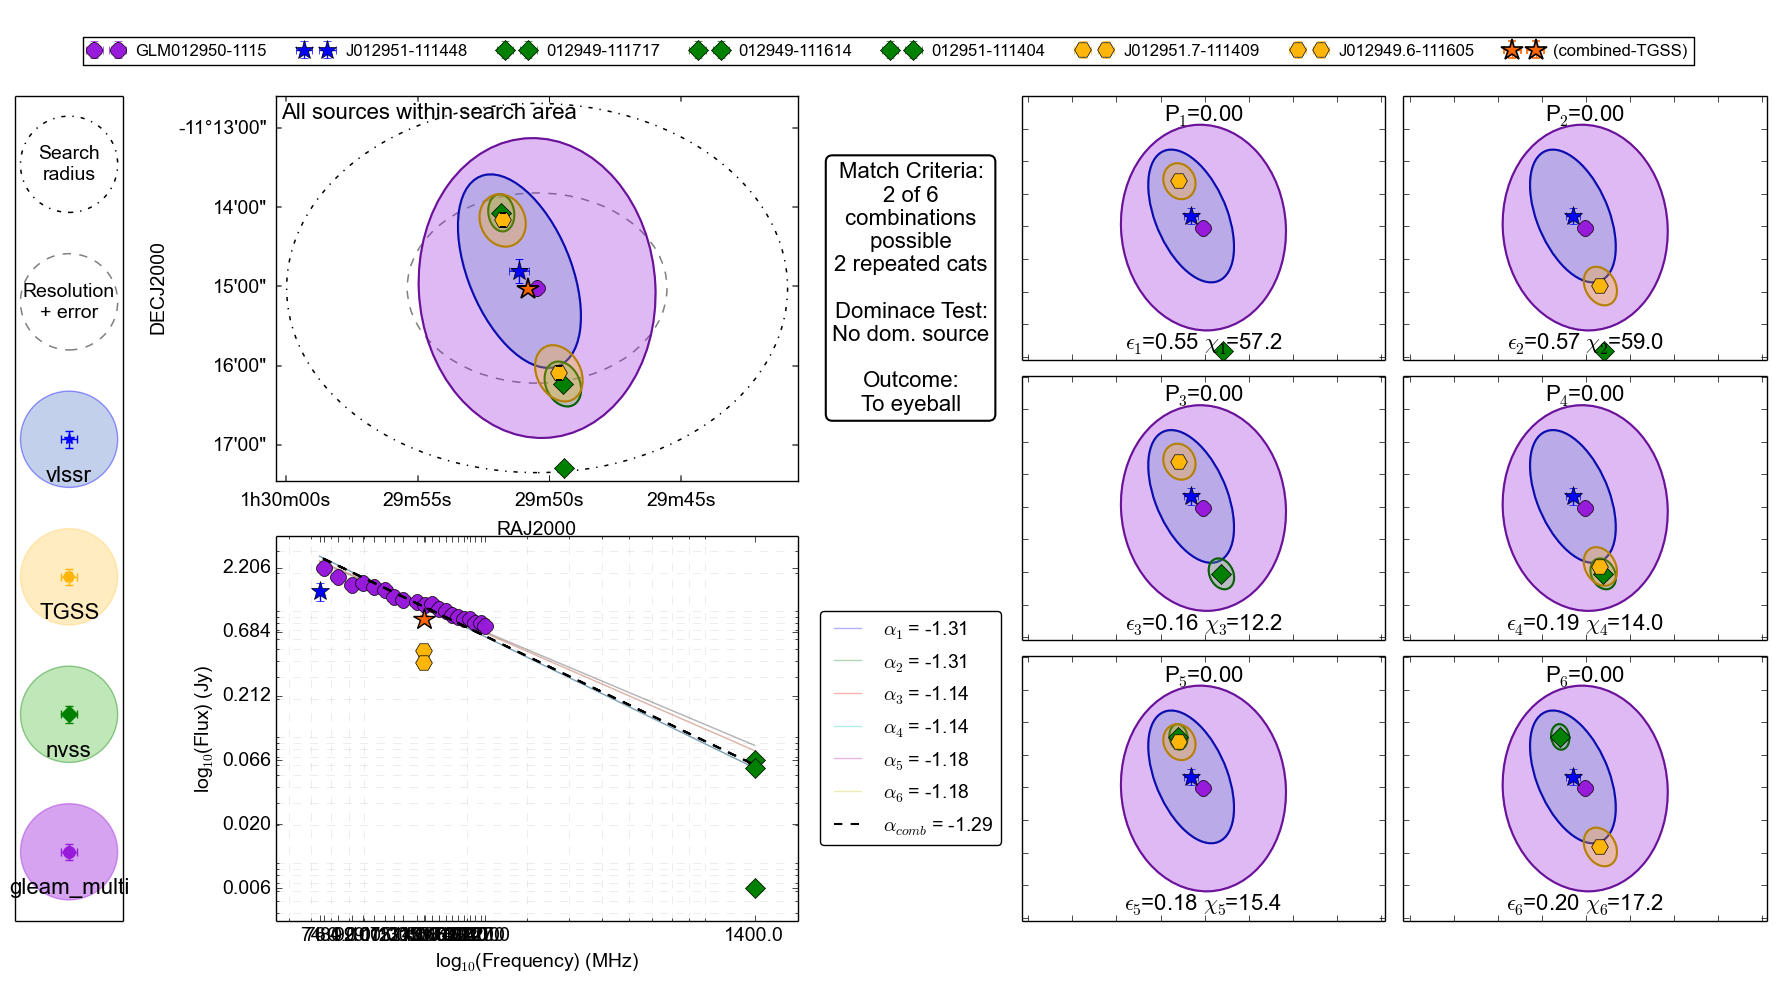 GLM012950-1115 J012951-111448 012949-111717 012949-111614 012951-111404 J012951.7-111409 J012949.6-111605 (combined-TGSS)
Search
radius
Resolution
+ error
vlssr
TGSS
nvss
gleam_multi
All sources within search area
-11°13'00"
14'00"
15'00"
16'00"
17'00"
DECJ2000
1h30m00s 29m55s 29m50s 29m45s
RAJ2000
Match Criteria:
2 of 6
combinations
possible
2 repeated cats
Dominace Test:
No dom. source
Outcome:
To eyeball
2.206
0.684
0.212
0.066
0.020
0.006
log10(Flux) (Jy)
1400.0
log10(Frequency) (MHz)
α1 = -1.31
α2 = -1.31
α3 = -1.14
α4 = -1.14
α5 = -1.18
α6 = -1.18
αcomb = -1.29
P1=0.00
ϵ1=0.55 χ1=57.2
P2=0.00
ϵ2=0.57 χ2=59.0
P3=0.00
ϵ3=0.16 χ3=12.2
P4=0.00
ϵ4=0.19 χ4=14.0
P5=0.00
ϵ5=0.18 χ5=15.4
P6=0.00
ϵ6=0.20 χ6=17.2